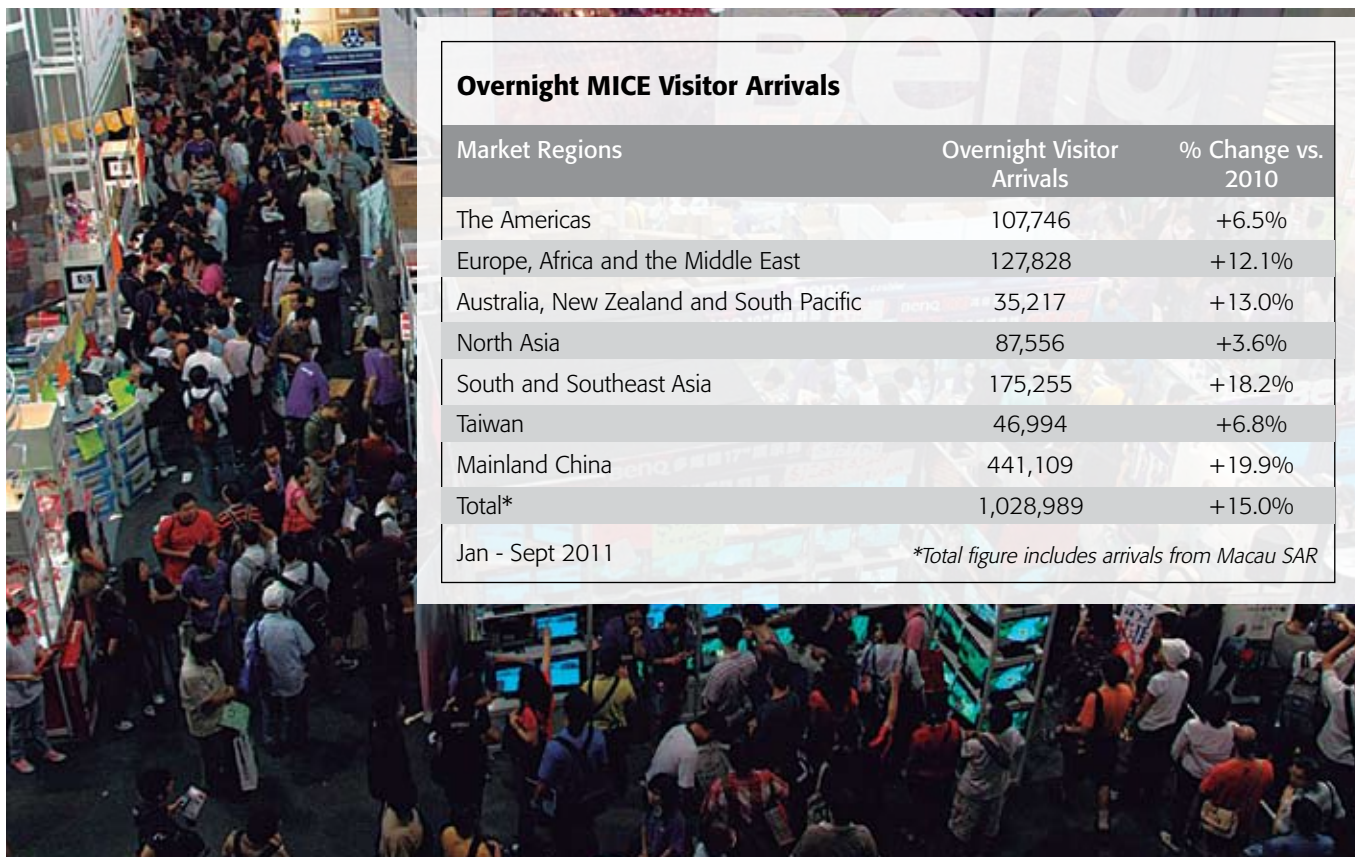 Benq
Overnight MICE Visitor Arrivals
Market Regions Overnight Visitor Arrivals % Change vs. 2010
The Americas 107,746 +6.5%
Europe, Africa and the Middle East 127,828 +12.1%
Australia, New Zealand and South Pacific 35,217 +13.0%
North Asia 87,556 +3.6%
South and Southeast Asia 175,255 +18.2%
Taiwan 46,994 +6.8%
Mainland China 441,109 +19.9%
Total* 1,028,989 +15.0%
Jan - Sept 2011 *Total figure includes arrivals from Macau SAR